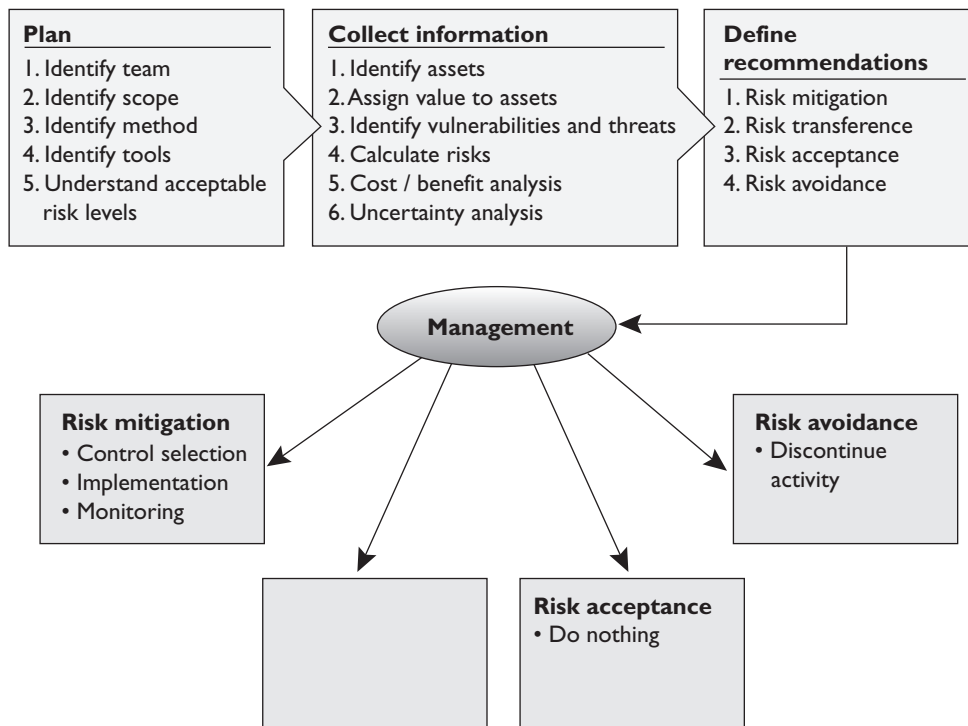 Plan
1. Identify team
2. Identify scope
3. Identify method
4. Identify tools
5. Understand acceptable
risk levels
Collect information
1. Identify assets
2. Assign value to assets
3. Identify vulnerabilities and threats
4. Calculate risks
5. Cost / benefit analysis
6. Uncertainty analysis
Define
recommendations
1. Risk mitigation
2. Risk transference
3. Risk acceptance
4. Risk avoidance
Management
Risk mitigation
• Control selection
• Implementation
• Monitoring
Risk acceptance
• Do nothing
Risk avoidance
• Discontinue
activity